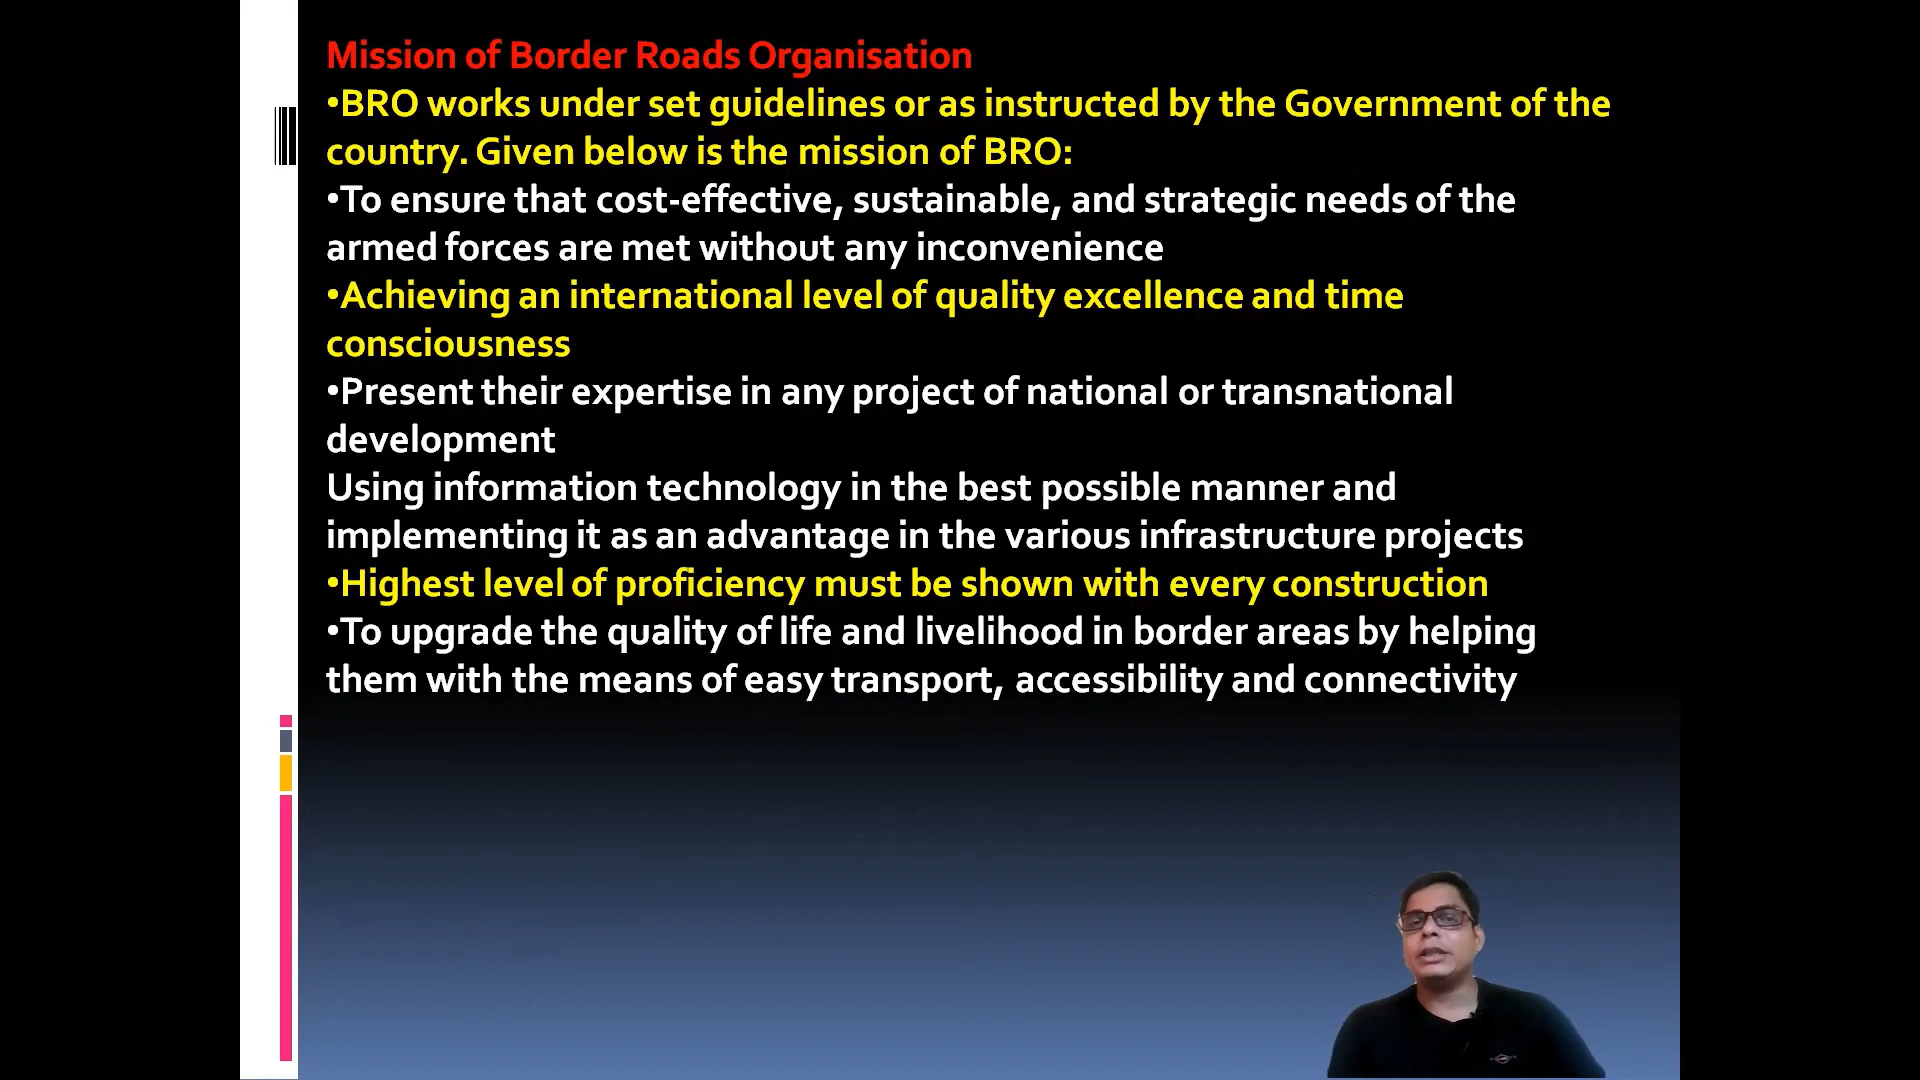 Mission of Border Roads Organisation
•BRO works under set guidelines or as instructed by the Government of the
country. Given below is the mission of BRO:
•To ensure that cost-effective, sustainable, and strategic needs of the
armed forces are met without any inconvenience
•Achieving an international level of quality excellence and time
consciousness
•Present their expertise in any project of national or transnational
development
Using information technology in the best possible manner and
implementing it as an advantage in the various infrastructure projects
•Highest level of proficiency must be shown with every construction
•To upgrade the quality of life and livelihood in border areas by helping
them with the means of easy transport, accessibility and connectivity